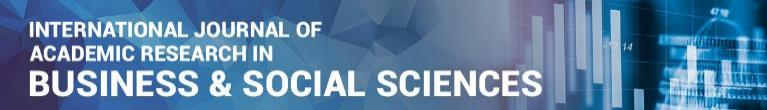 INTERNATIONAL JOURNAL OF
ACADEMIC RESEARCH IN
BUSINESS & SOCIAL SCIENCES